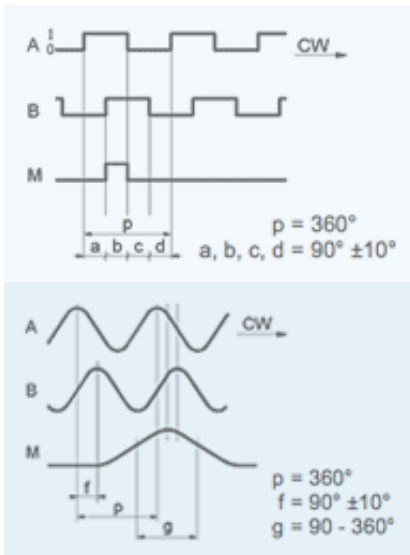 A 1 0 CW
B
M
p
a b c d
p = 360°
a, b, c, d = 90° ±10°
A CW
B
M
f
p
g
p = 360°
f = 90° ±10°
g = 90 - 360°